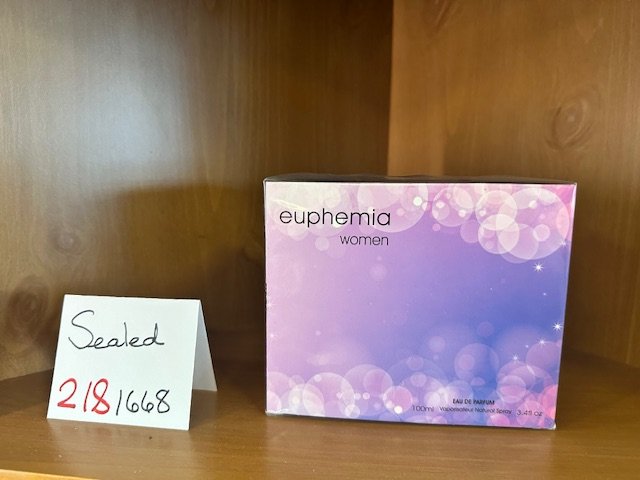 euphemia
women
EAU DE PARFUM
100ml Vaporisateur Natural Spray 3.4fl oz
Sealed
218 1668